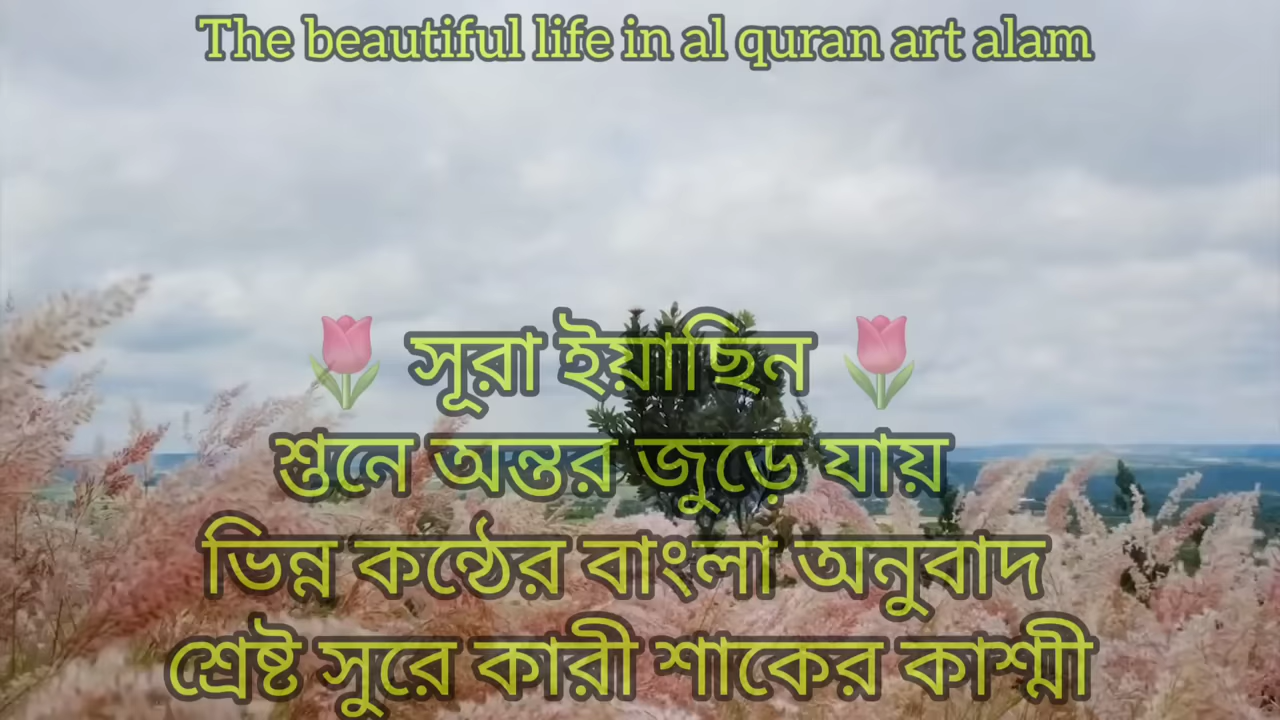 The beautiful life in al quran art alam
🌷 সূরা ইয়াছিন 🌷
শুনে অন্তর জুড়ে যায়
ভিন্ন কন্ঠের বাংলা অনুবাদ
শ্রেষ্ট সুরে কারী শাকের কাশ্মী